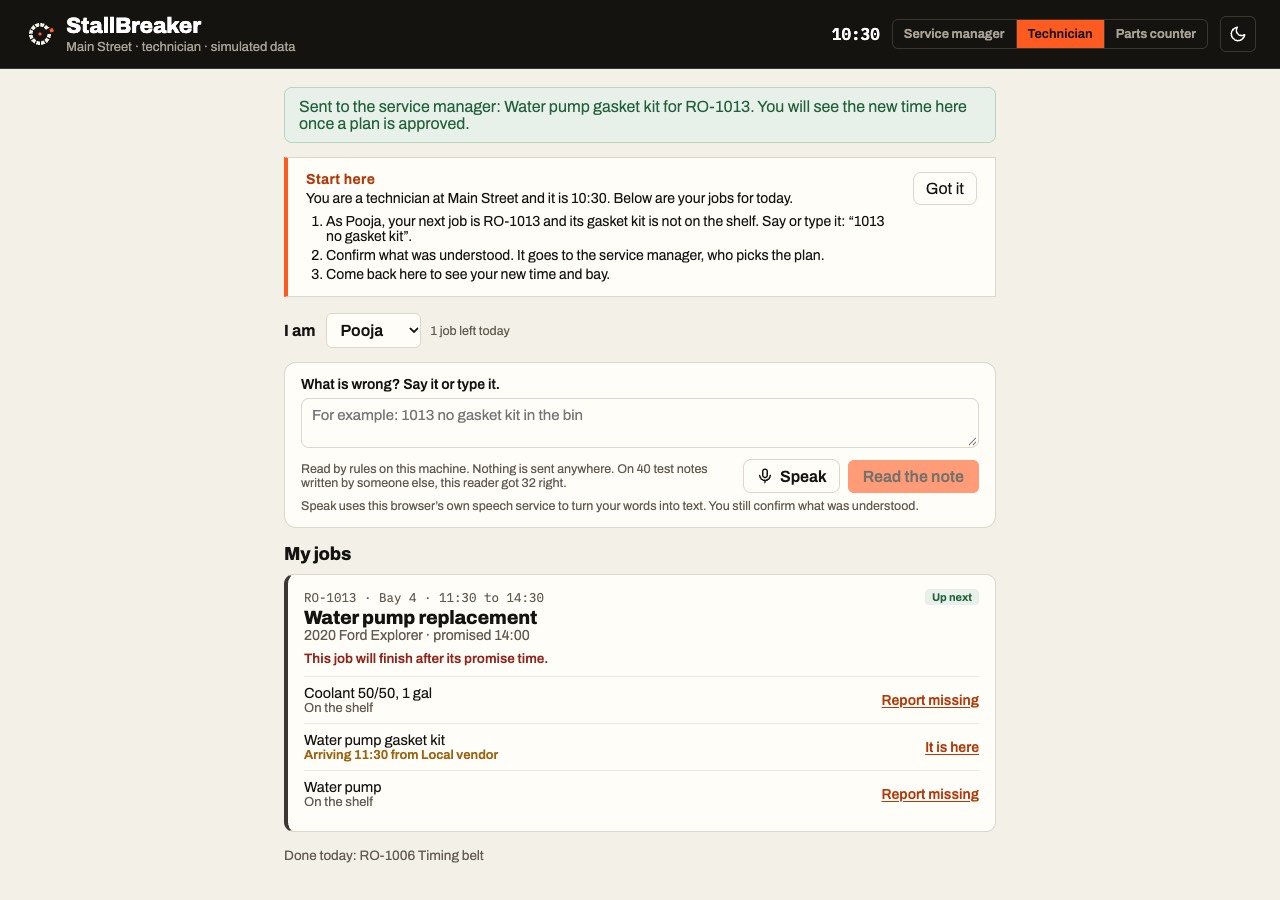 StallBreaker
Main Street · technician · simulated data
10:30
Service manager
Technician
Parts counter
Sent to the service manager: Water pump gasket kit for RO-1013. You will see the new time here
once a plan is approved.
Start here
Got it
You are a technician at Main Street and it is 10:30. Below are your jobs for today.
1. As Pooja, your next job is RO-1013 and its gasket kit is not on the shelf. Say or type it: “1013
no gasket kit”.
2. Confirm what was understood. It goes to the service manager, who picks the plan.
3. Come back here to see your new time and bay.
I am
Pooja
1 job left today
What is wrong? Say it or type it.
For example: 1013 no gasket kit in the bin
Read by rules on this machine. Nothing is sent anywhere. On 40 test notes
written by someone else, this reader got 32 right.
Speak
Read the note
Speak uses this browser’s own speech service to turn your words into text. You still confirm what was understood.
My jobs
RO-1013 · Bay 4 · 11:30 to 14:30
Up next
Water pump replacement
2020 Ford Explorer · promised 14:00
This job will finish after its promise time.
Coolant 50/50, 1 gal
On the shelf
Report missing
Water pump gasket kit
Arriving 11:30 from Local vendor
It is here
Water pump
On the shelf
Report missing
Done today: RO-1006 Timing belt